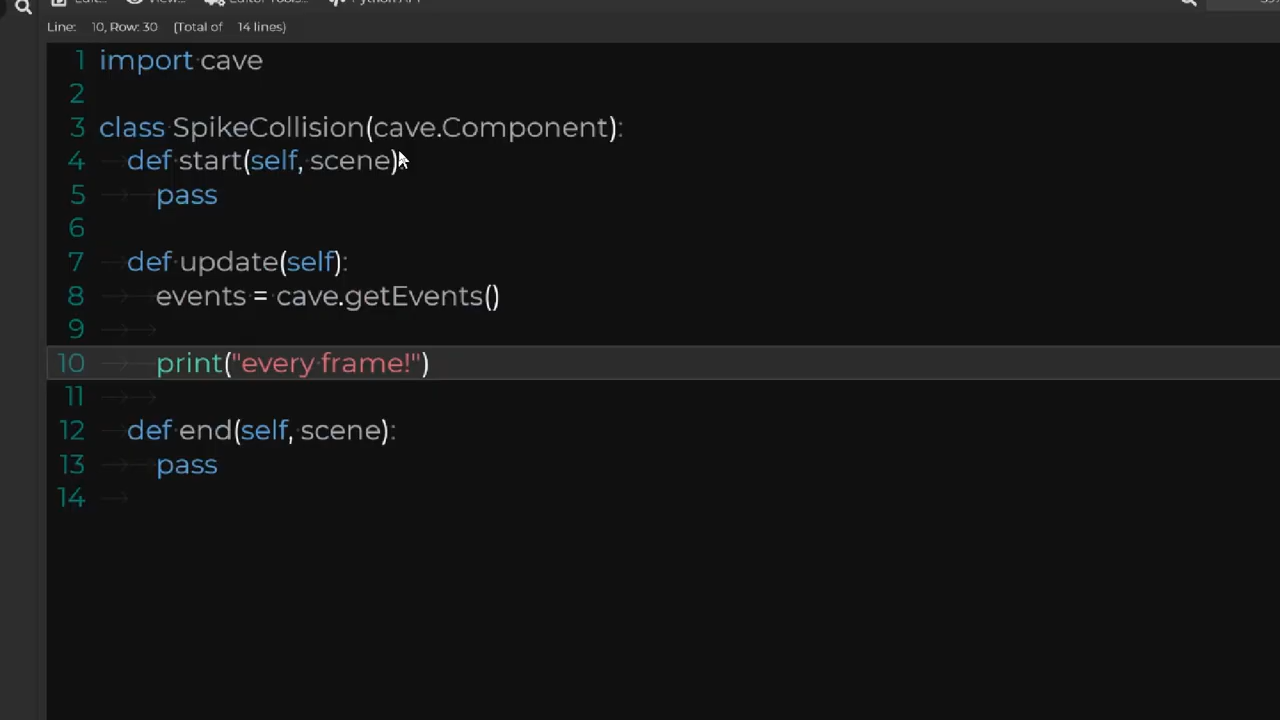 Line: 10, Row: 30 (Total of 14 lines)
1 import cave
2
3 class SpikeCollision(cave.Component):
4 def start(self, scene):
5 pass
6
7 def update(self):
8 events = cave.getEvents()
9
10 print("every frame!")
11
12 def end(self, scene):
13 pass
14